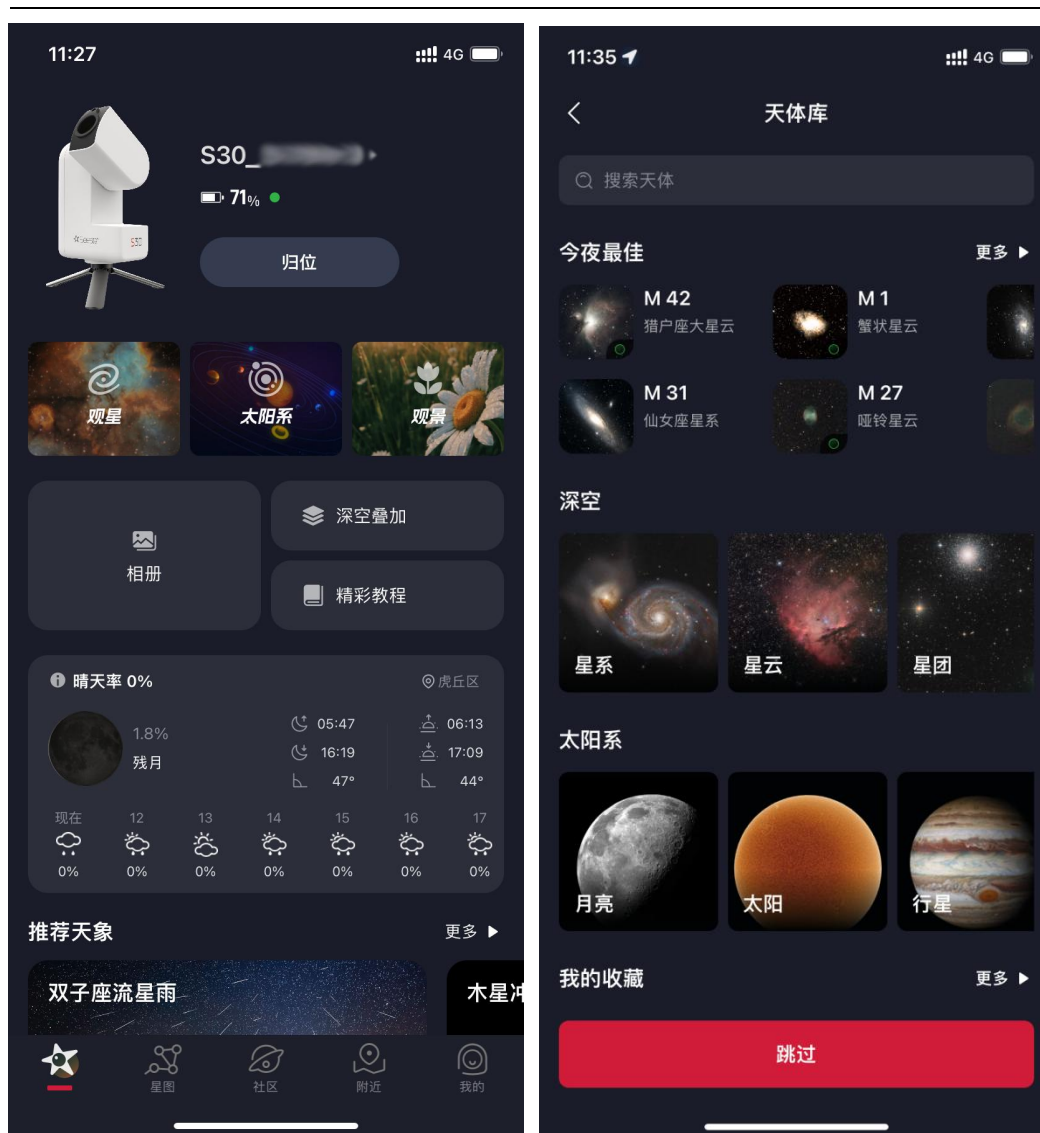 11:27
4G
S30_
71%
归位
观星
太阳系
观景
相册
深空叠加
精彩教程
晴天率 0%
虎丘区
1.8%
残月
05:47
06:13
16:19
17:09
47°
44°
现在 12 13 14 15 16 17
0% 0% 0% 0% 0% 0% 0%
推荐天象
更多
双子座流星雨
木星冲
星图
社区
附近
我的
11:35
4G
天体库
搜索天体
今夜最佳
更多
M 42
猎户座大星云
M 1
蟹状星云
M 31
仙女座星系
M 27
哑铃星云
深空
星系
星云
星团
太阳系
月亮
太阳
行星
我的收藏
更多
跳过